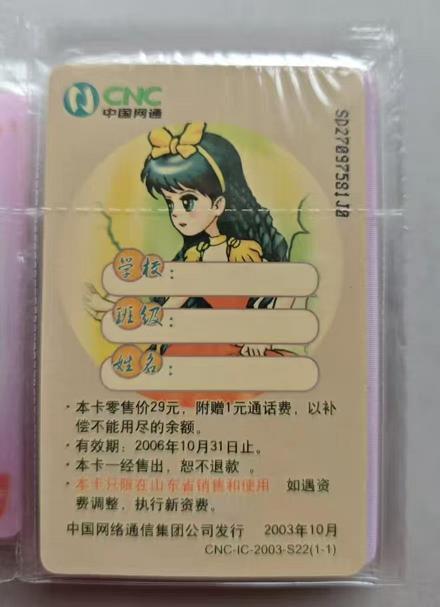 CNC
中国网通
SD27097581J0
学校：
班级：
姓名：
·本卡零售价29元，附赠1元通话费，以补
偿不能用尽的余额。
·有效期：2006年10月31日止。
·本卡一经售出，恕不退款 。
·本卡只限在山东省销售和使用 如遇资
费调整，执行新资费。
中国网络通信集团公司发行 2003年10月
CNC-IC-2003-S22(1-1)